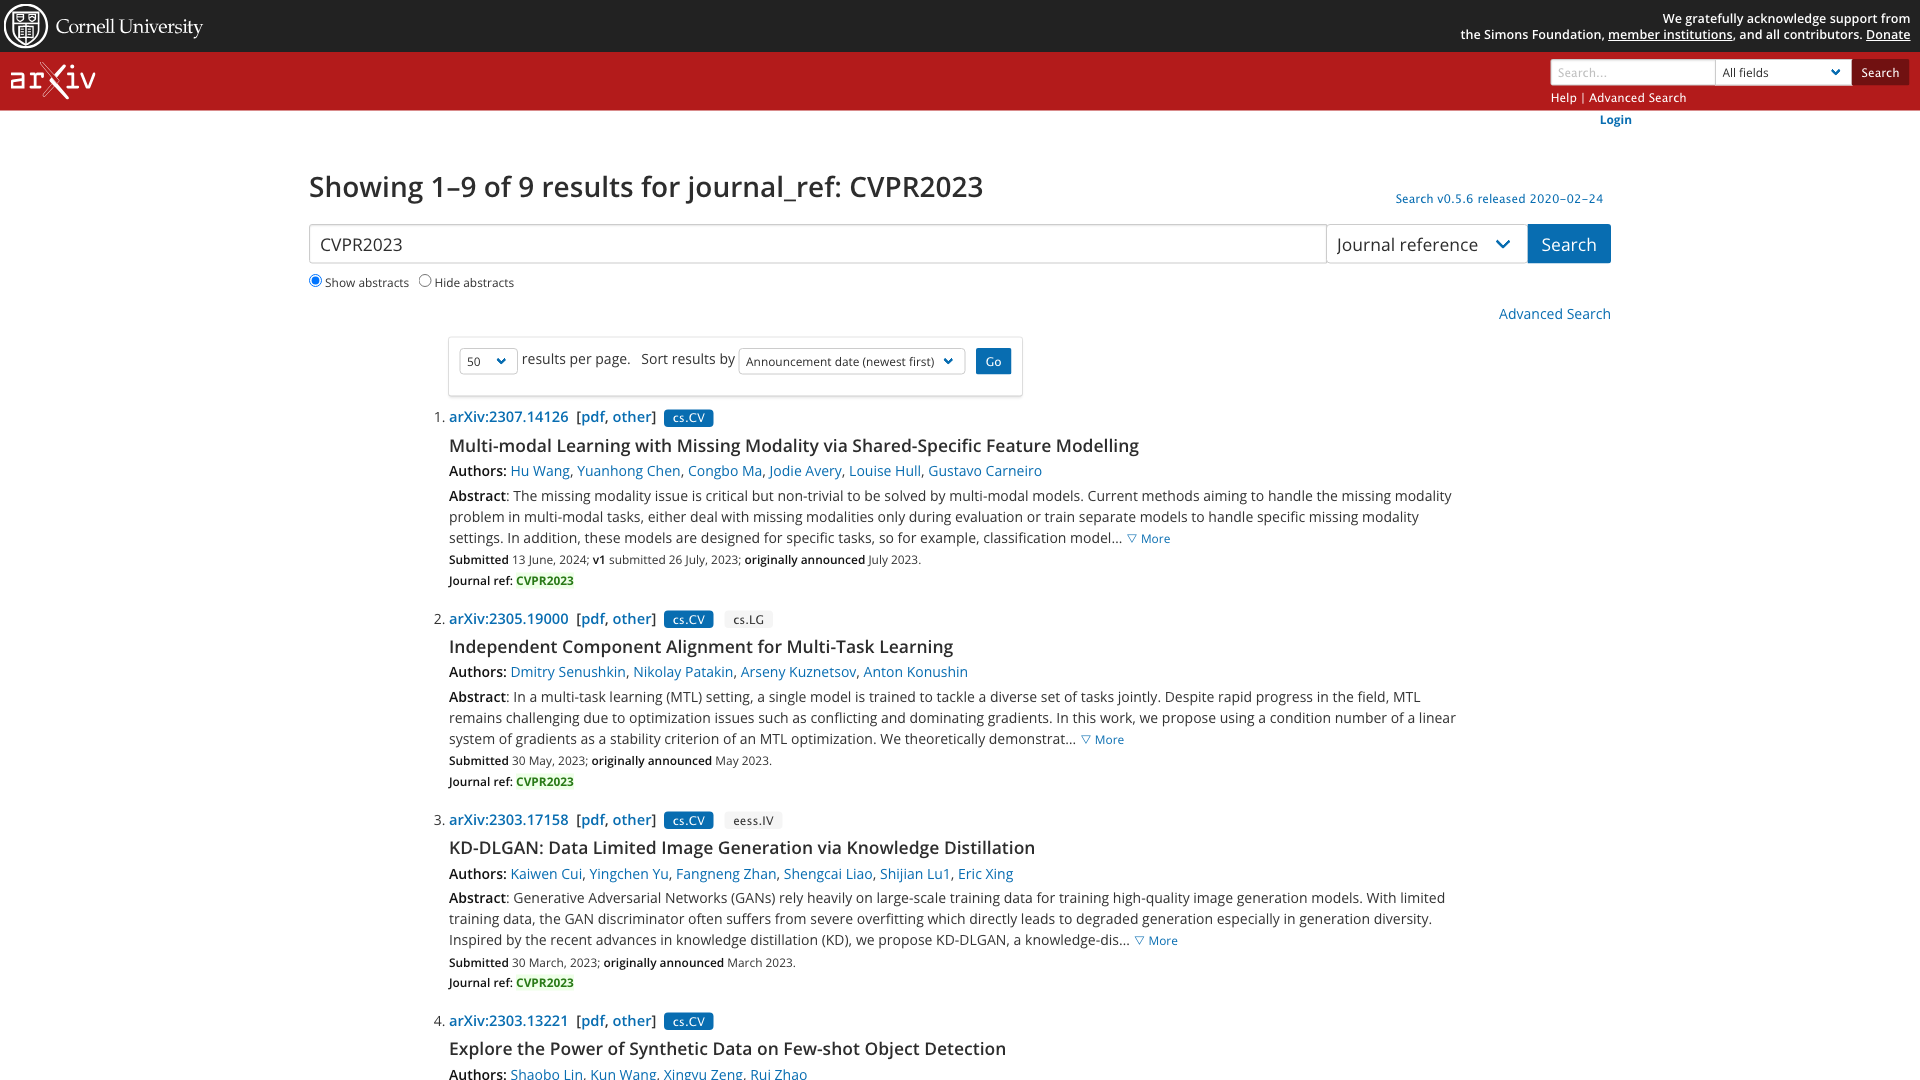 Cornell University
We gratefully acknowledge support from
the Simons Foundation, member institutions, and all contributors. Donate
arXiv
Search...
All fields
Search
Help | Advanced Search
Login
Showing 1–9 of 9 results for journal_ref: CVPR2023
Search v0.5.6 released 2020-02-24
CVPR2023
Journal reference
Search
Show abstracts Hide abstracts
Advanced Search
50 results per page. Sort results by Announcement date (newest first) Go
1. arXiv:2307.14126 [pdf, other] cs.CV
Multi-modal Learning with Missing Modality via Shared-Specific Feature Modelling
Authors: Hu Wang, Yuanhong Chen, Congbo Ma, Jodie Avery, Louise Hull, Gustavo Carneiro
Abstract: The missing modality issue is critical but non-trivial to be solved by multi-modal models. Current methods aiming to handle the missing modality
problem in multi-modal tasks, either deal with missing modalities only during evaluation or train separate models to handle specific missing modality
settings. In addition, these models are designed for specific tasks, so for example, classification model... ▽ More
Submitted 13 June, 2024; v1 submitted 26 July, 2023; originally announced July 2023.
Journal ref: CVPR2023
2. arXiv:2305.19000 [pdf, other] cs.CV cs.LG
Independent Component Alignment for Multi-Task Learning
Authors: Dmitry Senushkin, Nikolay Patakin, Arseny Kuznetsov, Anton Konushin
Abstract: In a multi-task learning (MTL) setting, a single model is trained to tackle a diverse set of tasks jointly. Despite rapid progress in the field, MTL
remains challenging due to optimization issues such as conflicting and dominating gradients. In this work, we propose using a condition number of a linear
system of gradients as a stability criterion of an MTL optimization. We theoretically demonstrat... ▽ More
Submitted 30 May, 2023; originally announced May 2023.
Journal ref: CVPR2023
3. arXiv:2303.17158 [pdf, other] cs.CV eess.IV
KD-DLGAN: Data Limited Image Generation via Knowledge Distillation
Authors: Kaiwen Cui, Yingchen Yu, Fangneng Zhan, Shengcai Liao, Shijian Lu1, Eric Xing
Abstract: Generative Adversarial Networks (GANs) rely heavily on large-scale training data for training high-quality image generation models. With limited
training data, the GAN discriminator often suffers from severe overfitting which directly leads to degraded generation especially in generation diversity.
Inspired by the recent advances in knowledge distillation (KD), we propose KD-DLGAN, a knowledge-dis... ▽ More
Submitted 30 March, 2023; originally announced March 2023.
Journal ref: CVPR2023
4. arXiv:2303.13221 [pdf, other] cs.CV
Explore the Power of Synthetic Data on Few-shot Object Detection
Authors: Shaobo Lin, Kun Wang, Xingyu Zeng, Rui Zhao